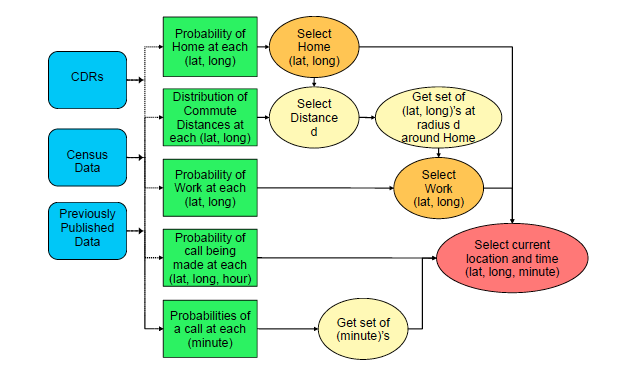 CDRs
Census
Data
Previously
Published
Data
Probability of
Home at each
(lat, long)
Distribution of
Commute
Distances at
each (lat, long)
Probability of
Work at each
(lat, long)
Probability of
call being
made at each
(lat, long, hour)
Probabilities of
a call at each
(minute)
Select
Home
(lat, long)
Select
Distance
d
Get set of
(lat, long)'s at
radius d
around Home
Select
Work
(lat, long)
Select current
location and time
(lat, long, minute)
Get set of
(minute)'s